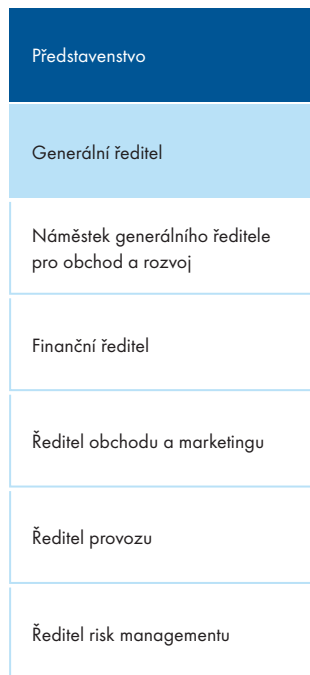 Představenstvo
Generální ředitel
Náměstek generálního ředitele
pro obchod a rozvoj
Finanční ředitel
Ředitel obchodu a marketingu
Ředitel provozu
Ředitel risk managementu